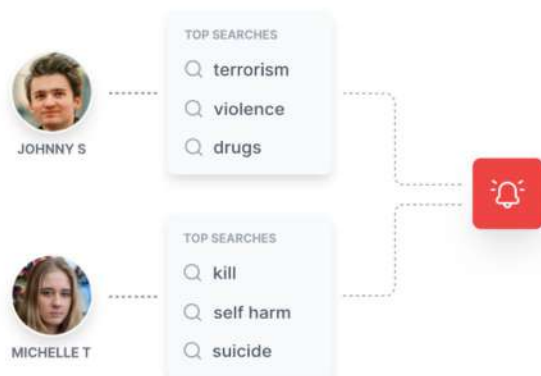 TOP SEARCHES
terrorism
violence
drugs
JOHNNY S
TOP SEARCHES
kill
self harm
suicide
MICHELLE T